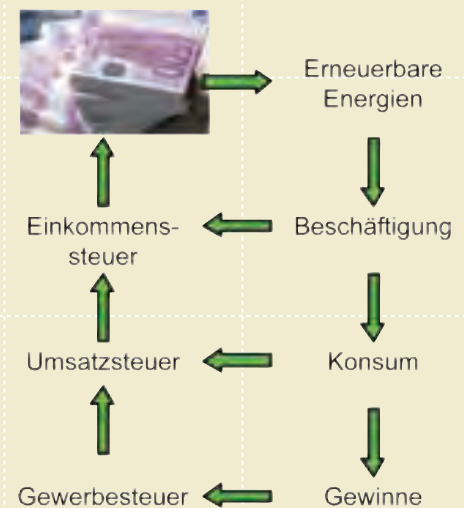 Erneuerbare
Energien
Einkommens-
steuer
Beschäftigung
Umsatzsteuer
Konsum
Gewerbesteuer
Gewinne